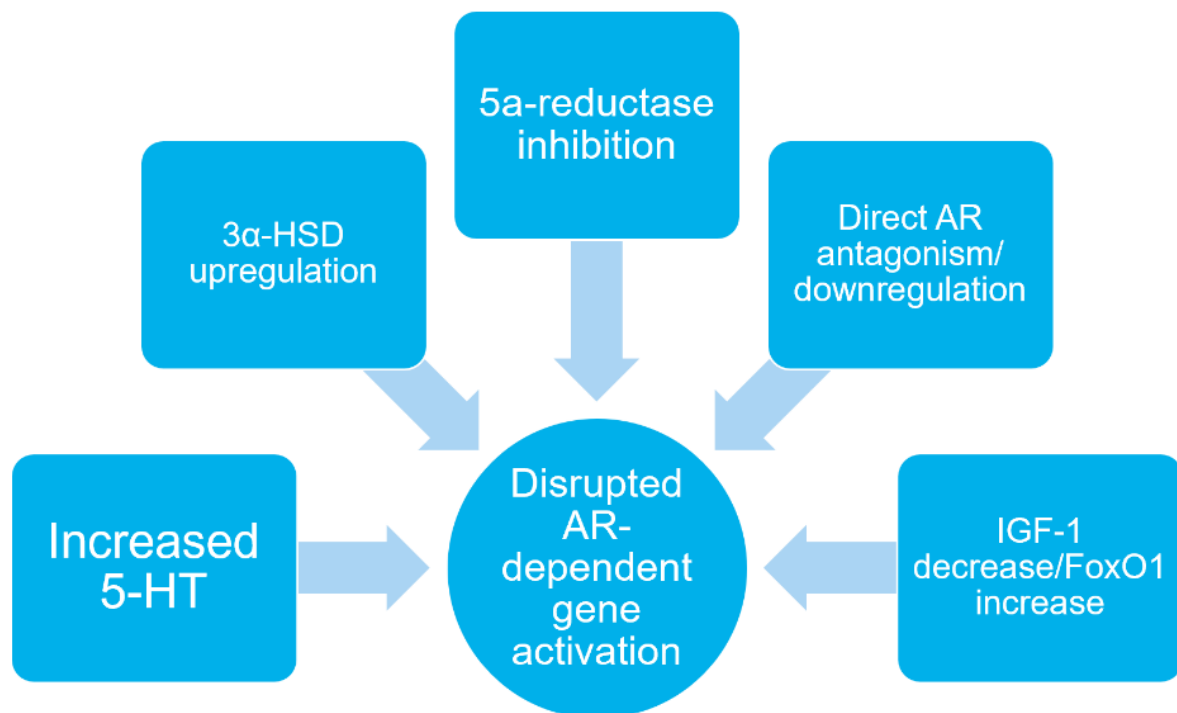 5a-reductase
inhibition
3α-HSD
upregulation
Direct AR
antagonism/
downregulation
Increased
5-HT
Disrupted
AR-
dependent
gene
activation
IGF-1
decrease/FoxO1
increase